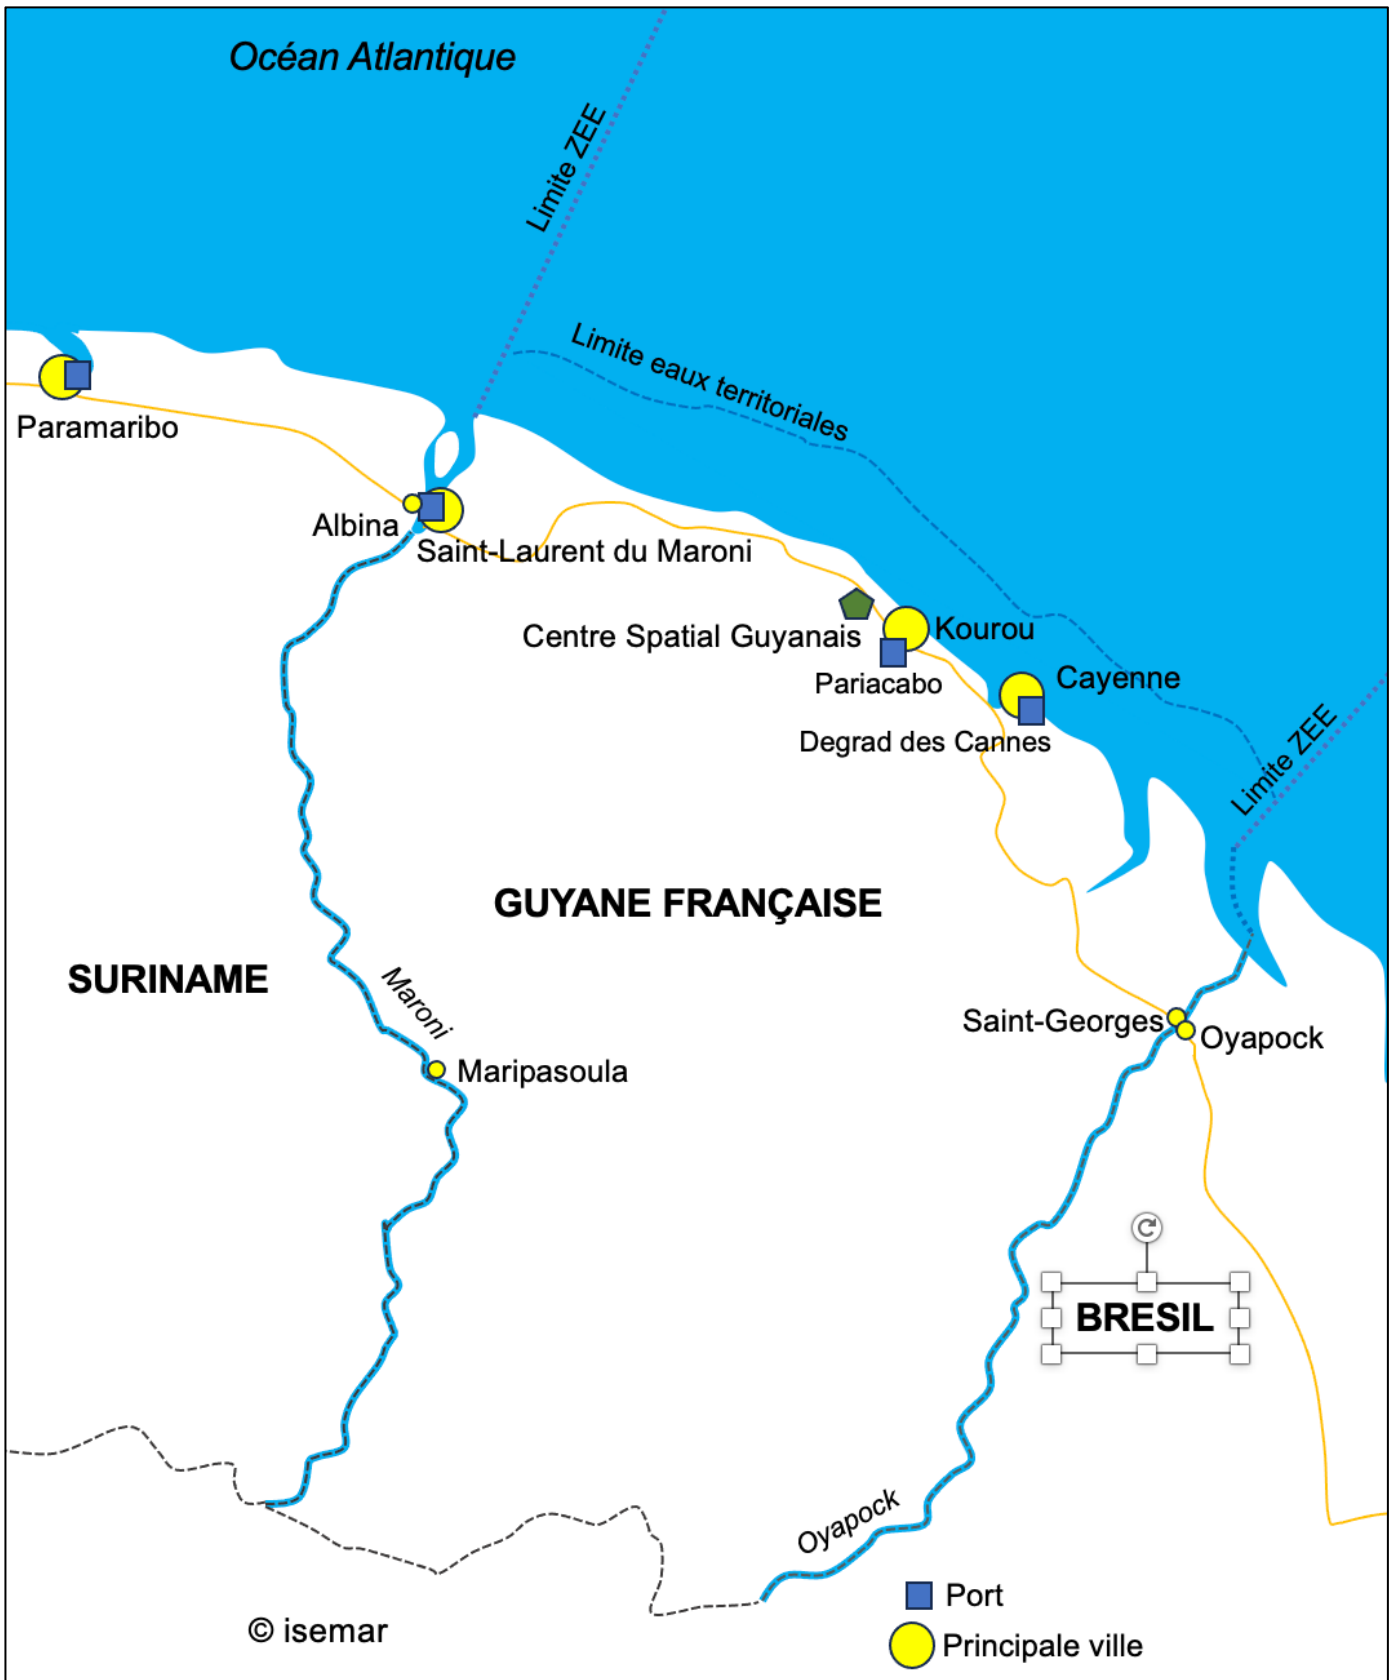 Océan Atlantique
Limite ZEE
Limite eaux territoriales
Paramaribo
Albina
Saint-Laurent du Maroni
Centre Spatial Guyanais
Kourou
Pariacabo
Cayenne
Degrad des Cannes
Limite ZEE
GUYANE FRANÇAISE
SURINAME
Maroni
Saint-Georges
Oyapock
Maripasoula
BRESIL
Oyapock
Port
© isemar
Principale ville